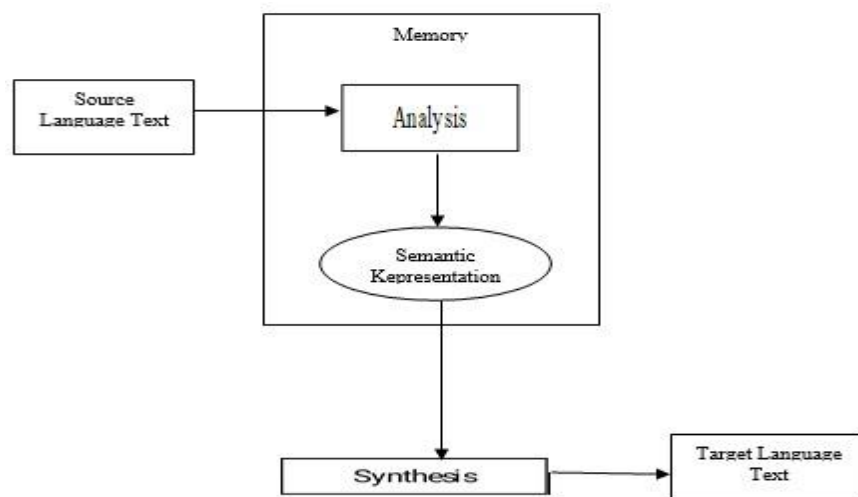 Memory
Source
Language Text
Analysis
Semantic
Kepresentation
Synthesis
Target Language
Text